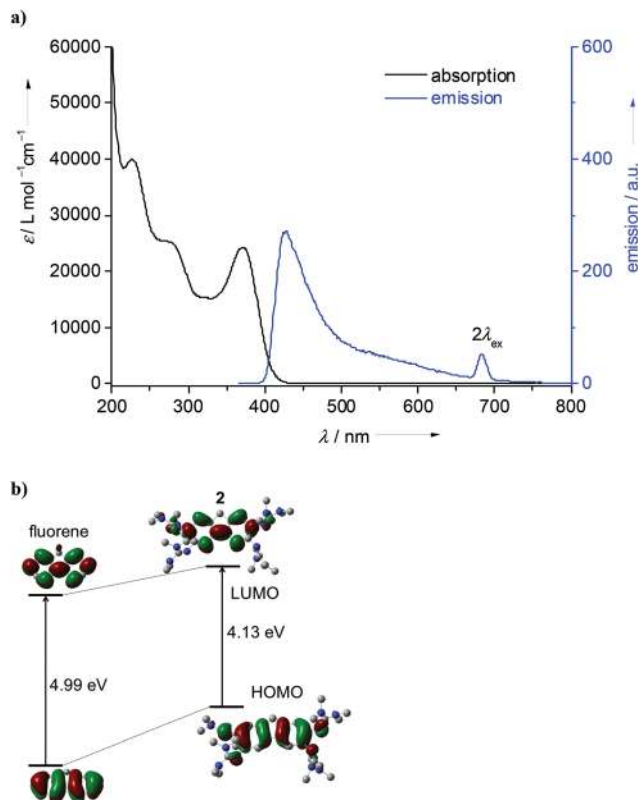 a)
60000
50000
40000
30000
20000
10000
0
ε / L mol⁻¹cm⁻¹
absorption
emission
600
400
200
0
emission / a.u.
2λex
200 300 400 500 600 700 800
λ / nm
b)
2
fluorene
LUMO
4.13 eV
4.99 eV
HOMO